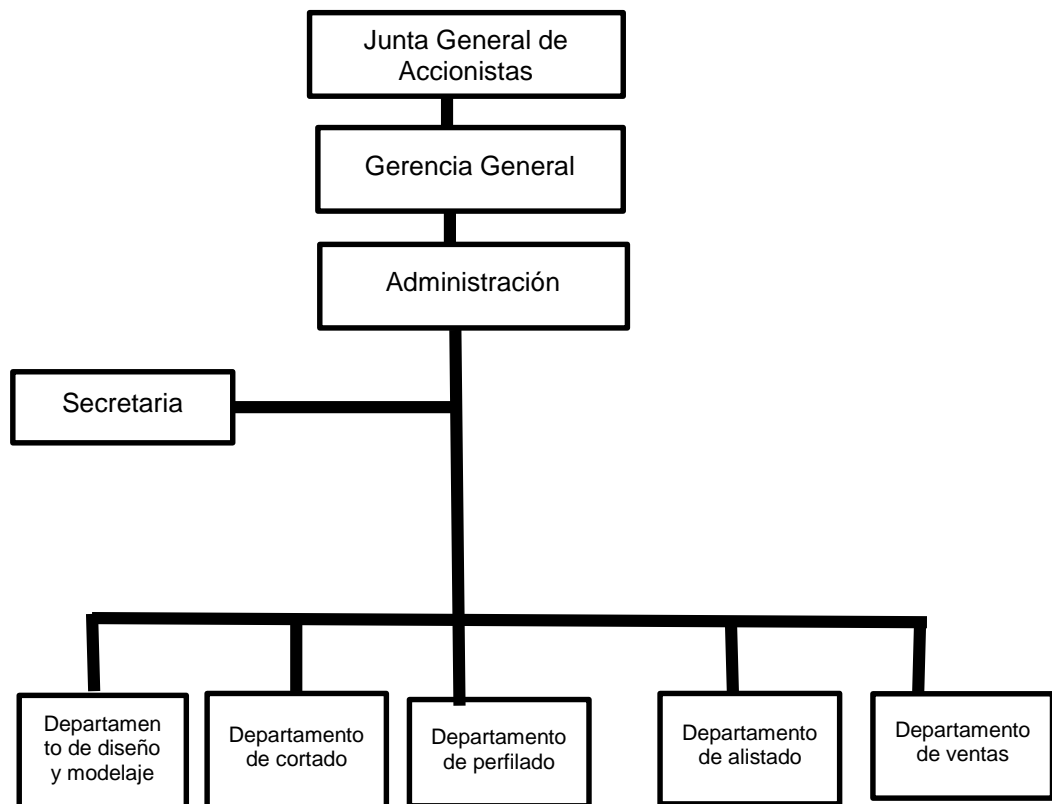 Junta General de
Accionistas
Gerencia General
Administración
Secretaria
Departamen
to de diseño
y modelaje
Departamento
de cortado
Departamento
de perfilado
Departamento
de alistado
Departamento
de ventas